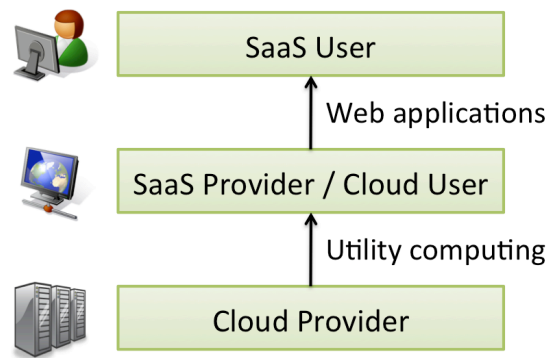 SaaS User
Web applications
SaaS Provider / Cloud User
Utility computing
Cloud Provider